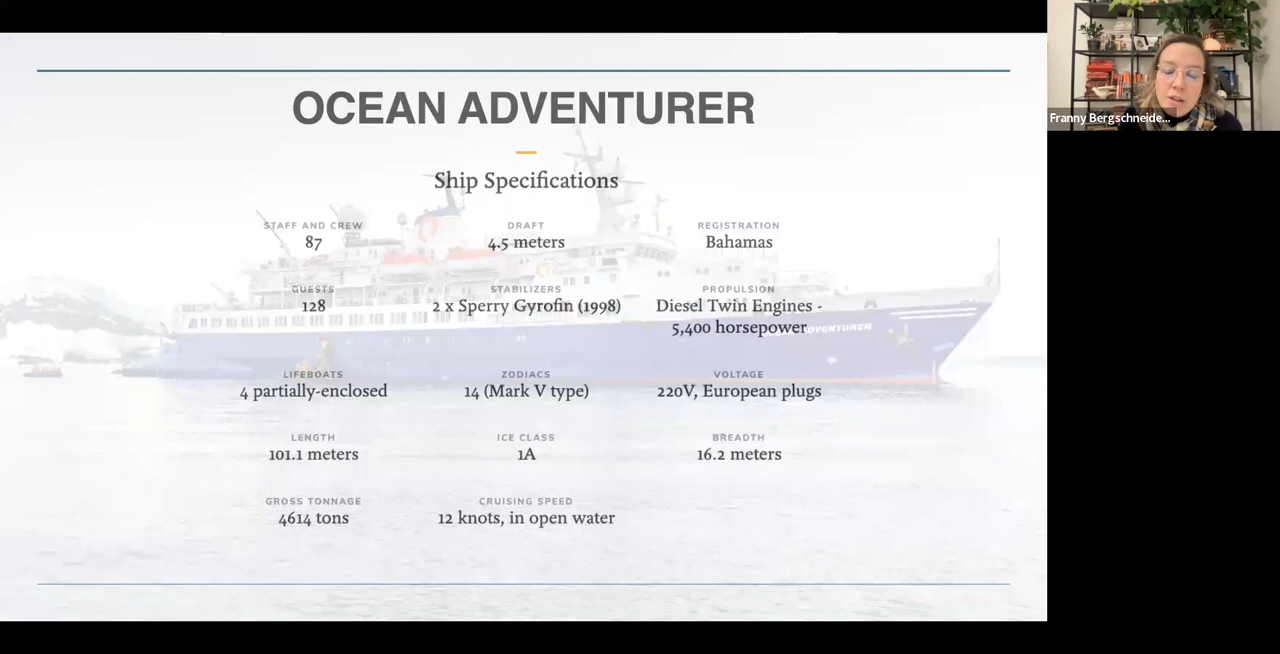 OCEAN ADVENTURER
Ship Specifications
STAFF AND CREW
87
DRAFT
4.5 meters
REGISTRATION
Bahamas
GUESTS
128
STABILIZERS
2 x Sperry Gyrofin (1998)
PROPULSION
Diesel Twin Engines -
5,400 horsepower
LIFEBOATS
4 partially-enclosed
ZODIACS
14 (Mark V type)
VOLTAGE
220V, European plugs
LENGTH
101.1 meters
ICE CLASS
1A
BREADTH
16.2 meters
GROSS TONNAGE
4614 tons
CRUISING SPEED
12 knots, in open water
ADVENTURER
Franny Bergschneide...